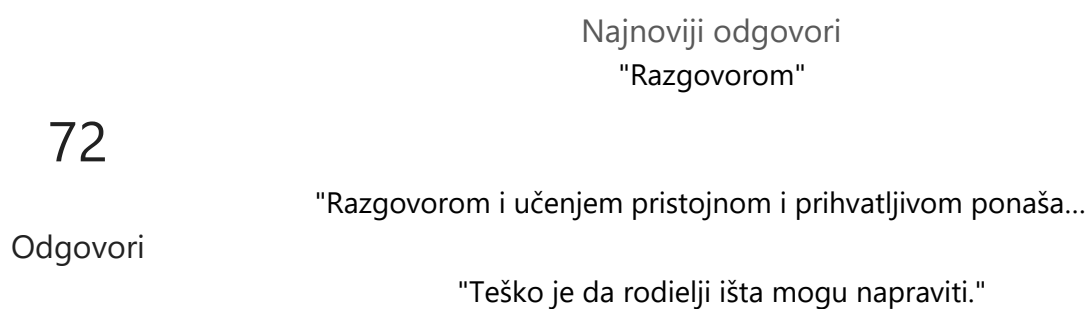 Najnoviji odgovori
"Razgovorom"
72
"Razgovorom i učenjem pristojnom i prihvatljivom ponaša...
Odgovori
"Teško je da rodielji išta mogu napraviti."